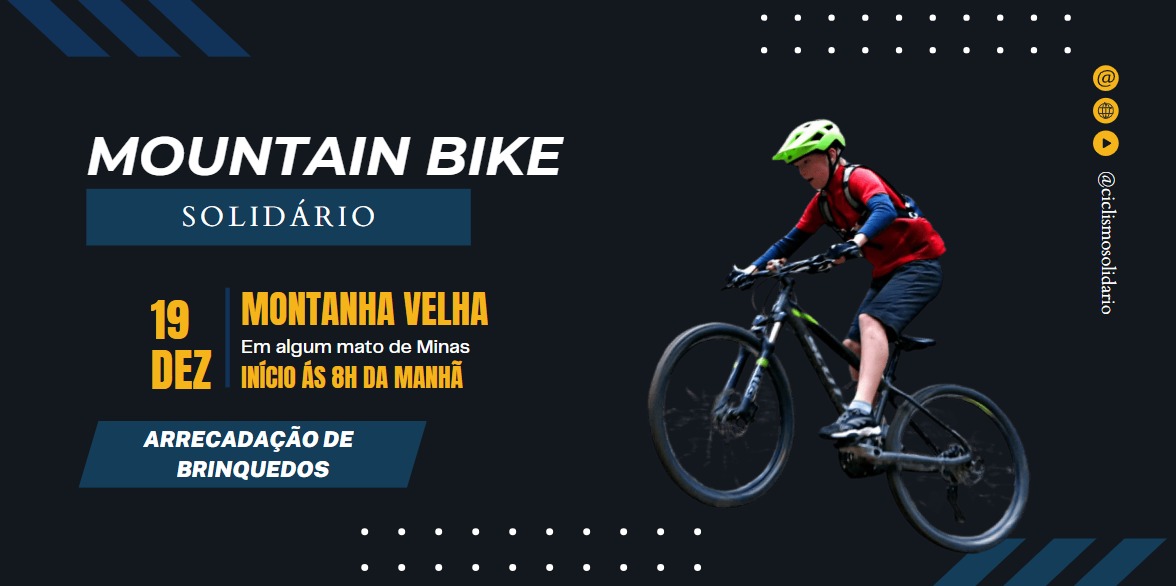 MOUNTAIN BIKE
SOLIDÁRIO
19
DEZ
MONTANHA VELHA
Em algum mato de Minas
INÍCIO ÁS 8H DA MANHÃ
ARRECADAÇÃO DE
BRINQUEDOS
@ciclismosolidario